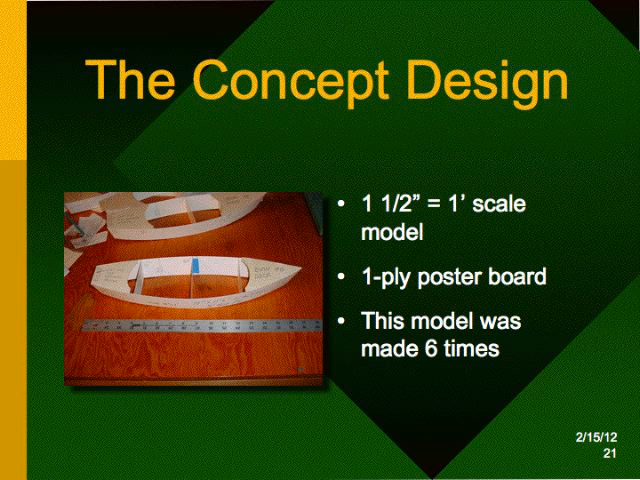 The Concept Design
• 1 1/2” = 1’ scale
model
• 1-ply poster board
• This model was
made 6 times
2/15/12
21